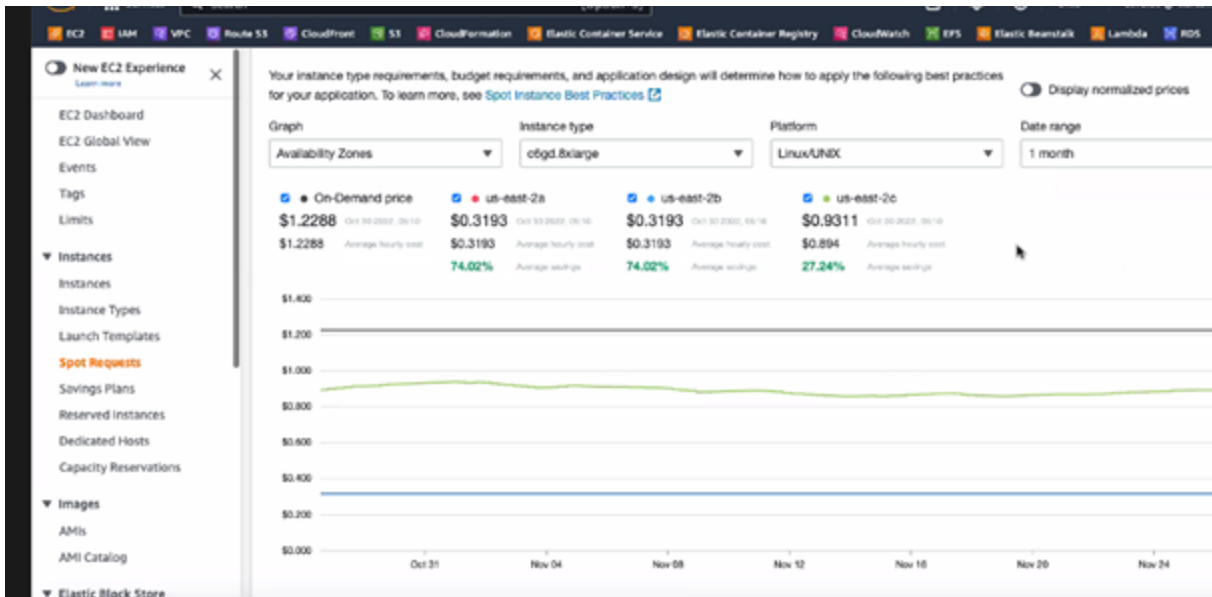 EC2 IAM VPC Route 53 CloudFront S3 CloudFormation Elastic Container Service Elastic Container Registry CloudWatch EFS Elastic Beanstalk Lambda RDS
New EC2 Experience
Learn more
EC2 Dashboard
EC2 Global View
Events
Tags
Limits
Instances
Instances
Instance Types
Launch Templates
Spot Requests
Savings Plans
Reserved Instances
Dedicated Hosts
Capacity Reservations
Images
AMIs
AMI Catalog
Elastic Block Store
Your instance type requirements, budget requirements, and application design will determine how to apply the following best practices
for your application. To learn more, see Spot Instance Best Practices
Display normalized prices
Graph Instance type Platform Date range
Availability Zones c6gd.8xlarge Linux/UNIX 1 month
On-Demand price us-east-2a us-east-2b us-east-2c
$1.2288 $0.3193 $0.3193 $0.9311
$1.2288 Average hourly cost $0.3193 Average hourly cost $0.3193 Average hourly cost $0.894 Average hourly cost
74.02% Average savings 74.02% Average savings 27.24% Average savings
$1.400
$1.200
$1.000
$0.800
$0.600
$0.400
$0.200
$0.000
Oct 31 Nov 04 Nov 08 Nov 12 Nov 16 Nov 20 Nov 24